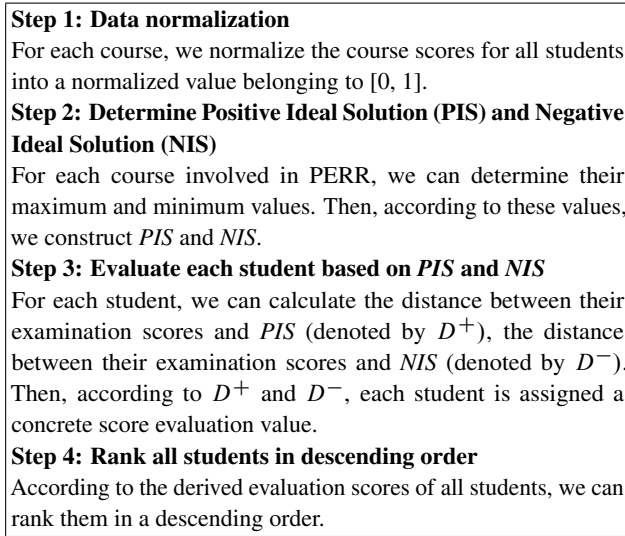 Step 1: Data normalization
For each course, we normalize the course scores for all students
into a normalized value belonging to [0, 1].
Step 2: Determine Positive Ideal Solution (PIS) and Negative
Ideal Solution (NIS)
For each course involved in PERR, we can determine their
maximum and minimum values. Then, according to these values,
we construct PIS and NIS.
Step 3: Evaluate each student based on PIS and NIS
For each student, we can calculate the distance between their
examination scores and PIS (denoted by D⁺), the distance
between their examination scores and NIS (denoted by D⁻).
Then, according to D⁺ and D⁻, each student is assigned a
concrete score evaluation value.
Step 4: Rank all students in descending order
According to the derived evaluation scores of all students, we can
rank them in a descending order.